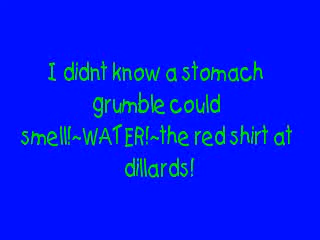 I didnt know a stomach
grumble could
smell!~WATER!~the red shirt at
dillards!